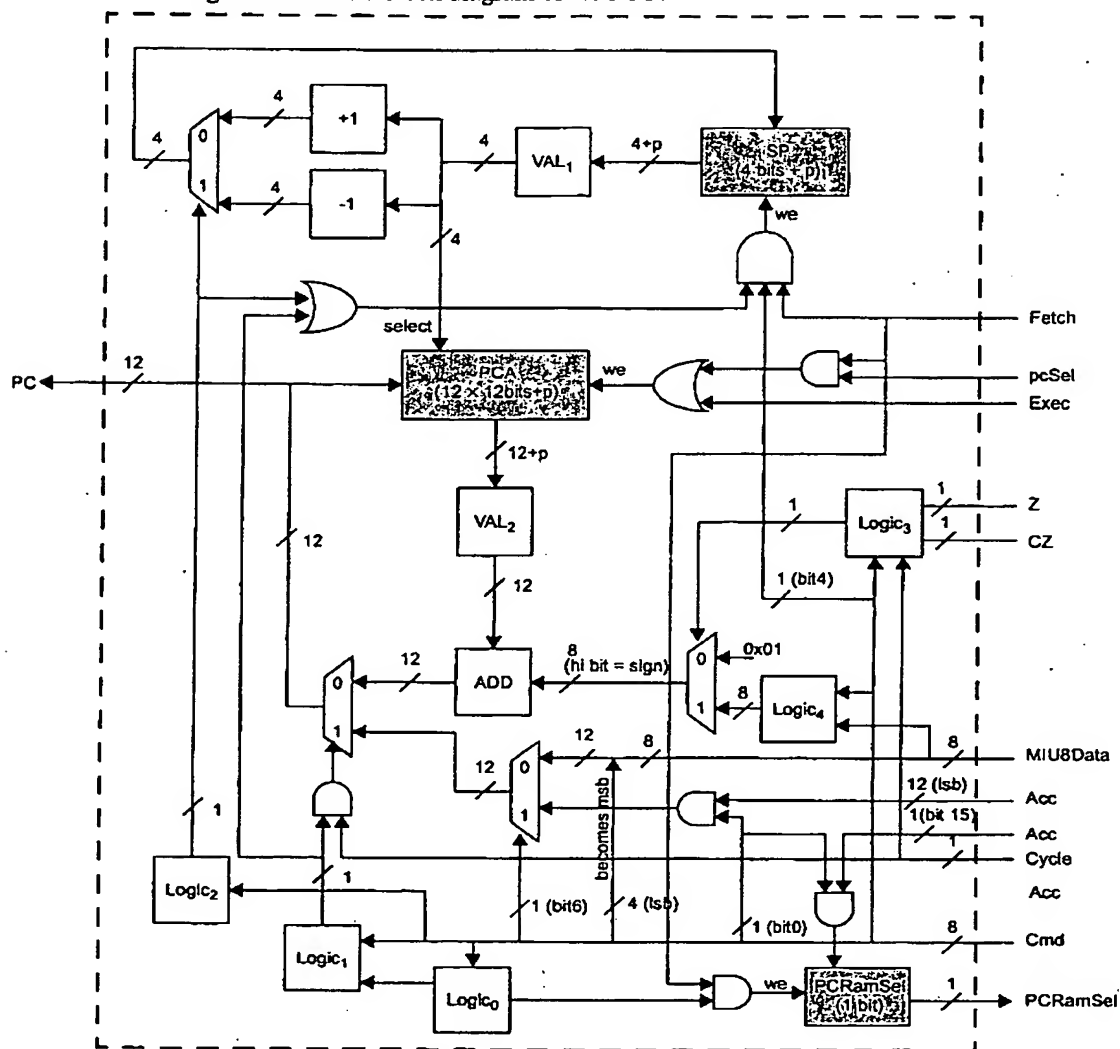 4
+1
4
0
1
4
-1
4
VAL1
4+p
SP
(4 bits + p)
we
4
select
Fetch
PC
12
PCA
(12 × 12bits+p)
we
pcSel
Exec
12+p
VAL2
12
12
1
Logic3
1
Z
1
CZ
1 (bit4)
0
1
12
ADD
8
(hi bit = sign)
0
1
0x01
8
Logic4
12
0
1
12
8
8
MIU8Data
becomes msb
12 (lsb)
Acc
1(bit 15)
Acc
1
Cycle
Acc
1
Logic2
1
1 (bit6)
4 (lsb)
1 (bit0)
8
Cmd
Logic1
Logic0
we
PCRamSel
(1 bit)
1
PCRamSel